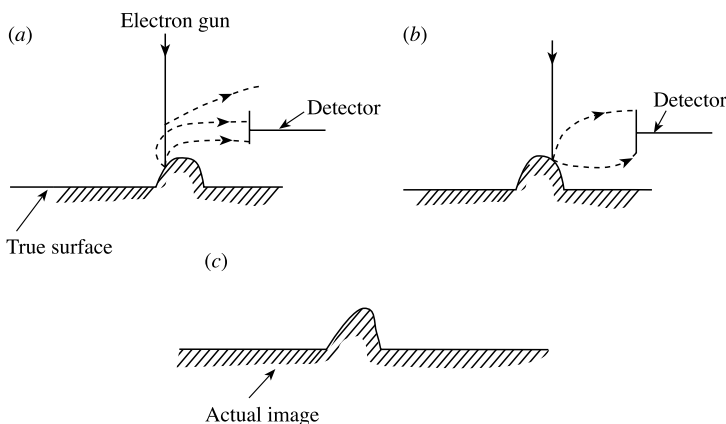 (a)
Electron gun
Detector
True surface
(b)
Detector
(c)
Actual image